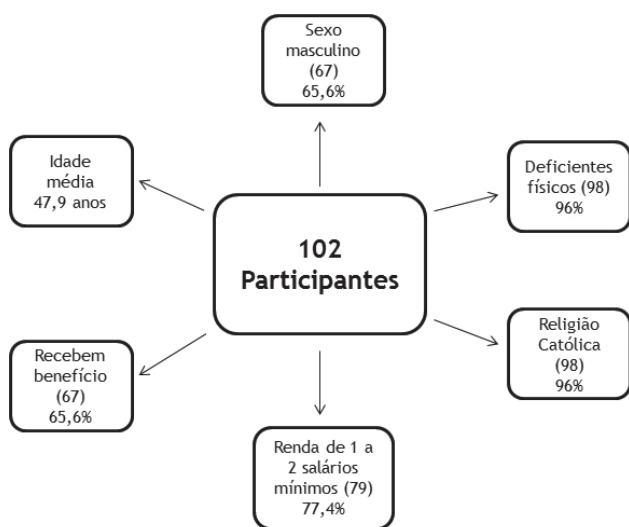 Sexo
masculino
(67)
65,6%
Idade
média
47,9 anos
Deficientes
físicos (98)
96%
102
Participantes
Recebem
benefício
(67)
65,6%
Religião
Católica
(98)
96%
Renda de 1 a
2 salários
mínimos (79)
77,4%